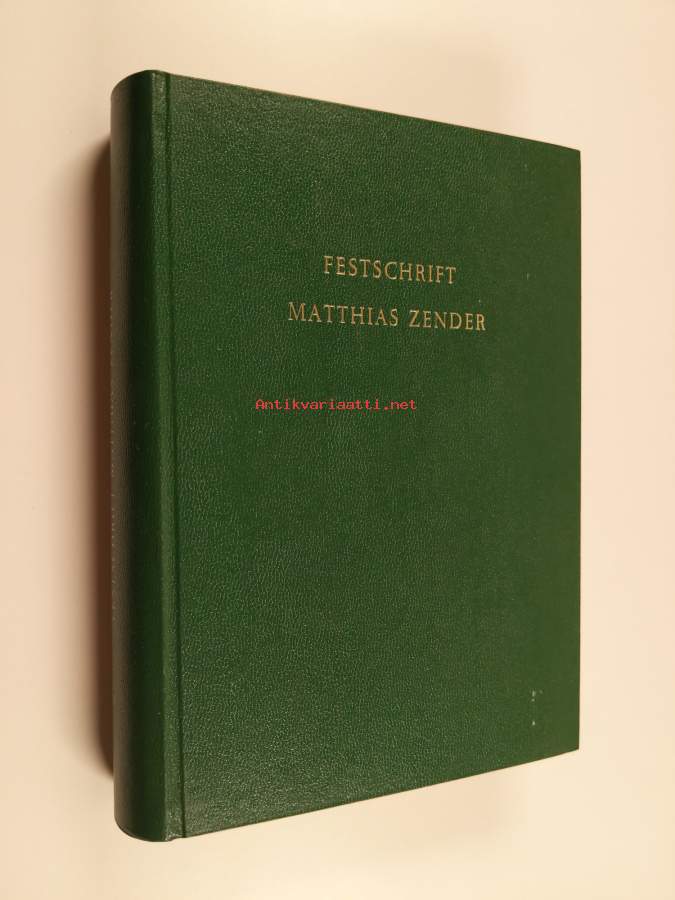 FESTSCHRIFT
MATTHIAS ZENDER
Antikvariaatti.net